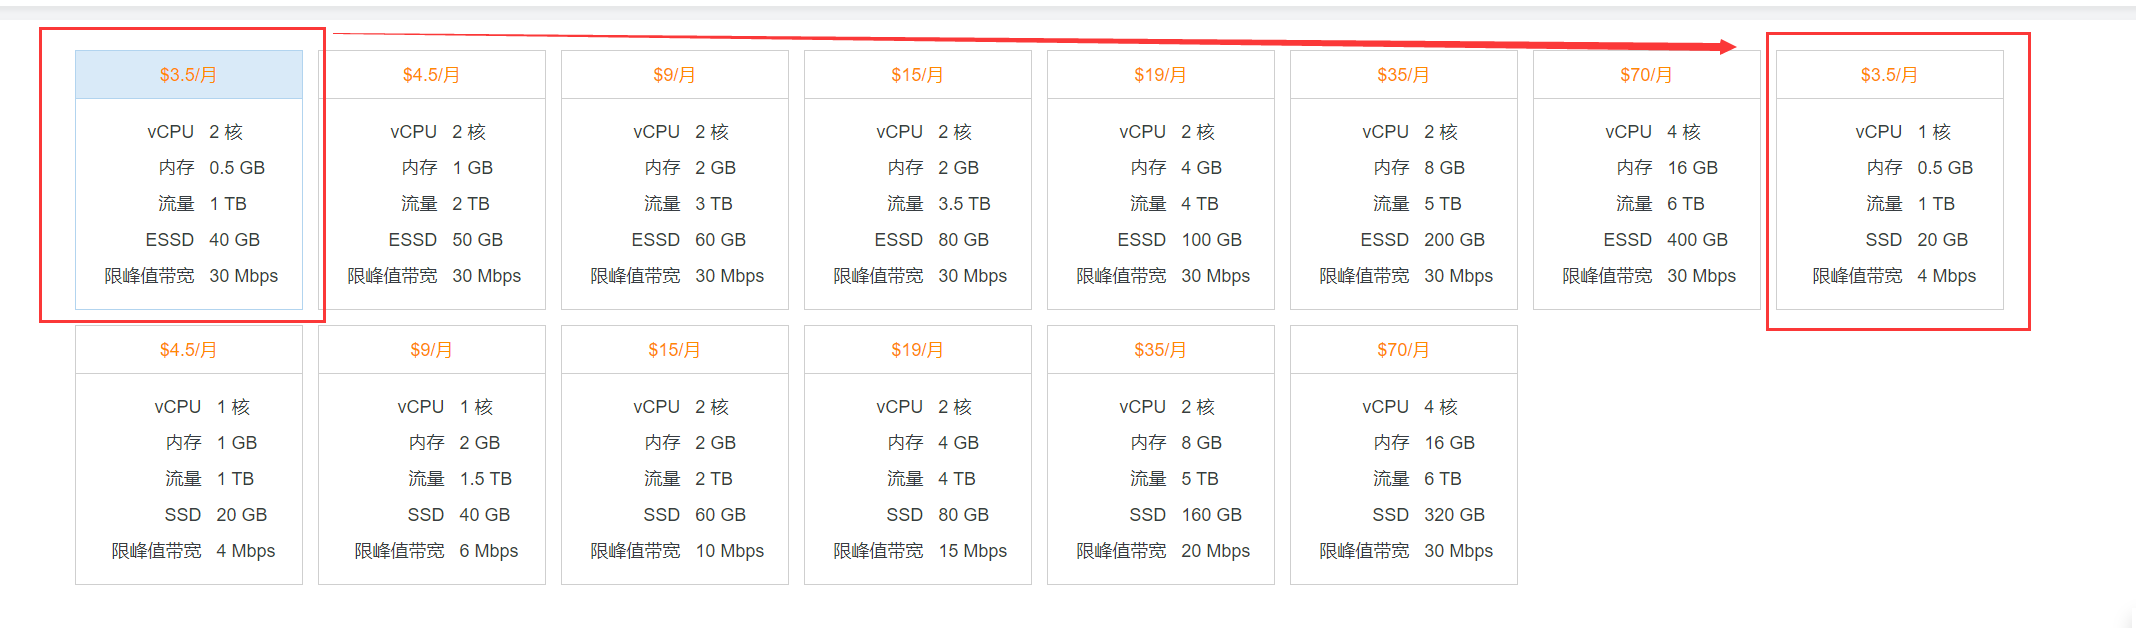 $3.5/月
vCPU 2 核
内存 0.5 GB
流量 1 TB
ESSD 40 GB
限峰值带宽 30 Mbps
$4.5/月
vCPU 2 核
内存 1 GB
流量 2 TB
ESSD 50 GB
限峰值带宽 30 Mbps
$9/月
vCPU 2 核
内存 2 GB
流量 3 TB
ESSD 60 GB
限峰值带宽 30 Mbps
$15/月
vCPU 2 核
内存 2 GB
流量 3.5 TB
ESSD 80 GB
限峰值带宽 30 Mbps
$19/月
vCPU 2 核
内存 4 GB
流量 4 TB
ESSD 100 GB
限峰值带宽 30 Mbps
$35/月
vCPU 2 核
内存 8 GB
流量 5 TB
ESSD 200 GB
限峰值带宽 30 Mbps
$70/月
vCPU 4 核
内存 16 GB
流量 6 TB
ESSD 400 GB
限峰值带宽 30 Mbps
$3.5/月
vCPU 1 核
内存 0.5 GB
流量 1 TB
SSD 20 GB
限峰值带宽 4 Mbps
$4.5/月
vCPU 1 核
内存 1 GB
流量 1 TB
SSD 20 GB
限峰值带宽 4 Mbps
$9/月
vCPU 1 核
内存 2 GB
流量 1.5 TB
SSD 40 GB
限峰值带宽 6 Mbps
$15/月
vCPU 2 核
内存 2 GB
流量 2 TB
SSD 60 GB
限峰值带宽 10 Mbps
$19/月
vCPU 2 核
内存 4 GB
流量 4 TB
SSD 80 GB
限峰值带宽 15 Mbps
$35/月
vCPU 2 核
内存 8 GB
流量 5 TB
SSD 160 GB
限峰值带宽 20 Mbps
$70/月
vCPU 4 核
内存 16 GB
流量 6 TB
SSD 320 GB
限峰值带宽 30 Mbps